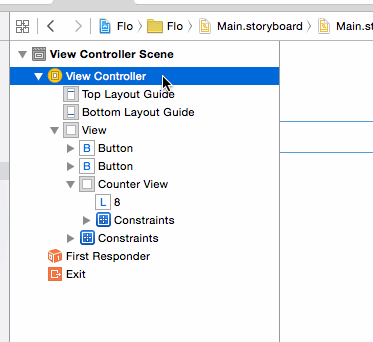 Flo Flo Main.storyboard Main.st
View Controller Scene
View Controller
Top Layout Guide
Bottom Layout Guide
View
B Button
B Button
Counter View
L 8
Constraints
Constraints
First Responder
Exit